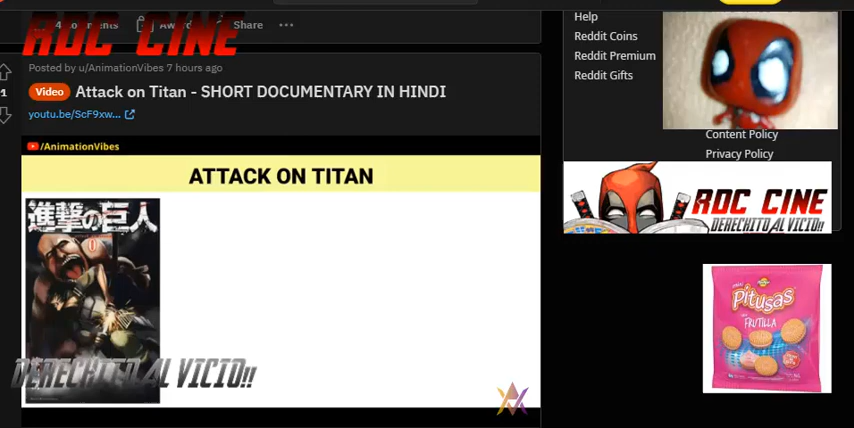 4 Comments Award Share
RDC CINE
Posted by u/AnimationVibes 7 hours ago
1
Video Attack on Titan - SHORT DOCUMENTARY IN HINDI
youtu.be/ScF9xw...
/AnimationVibes
ATTACK ON TITAN
進撃の巨人
0
DERECHITO AL VICIO!!
Help
Reddit Coins
Reddit Premium
Reddit Gifts
Content Policy
Privacy Policy
RDC CINE
DERECHITO AL VICIO!!
Pitusas
FRUTILLA